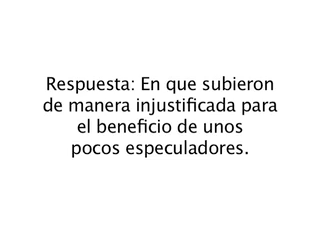 Respuesta: En que subieron
de manera injustificada para
el beneficio de unos
pocos especuladores.